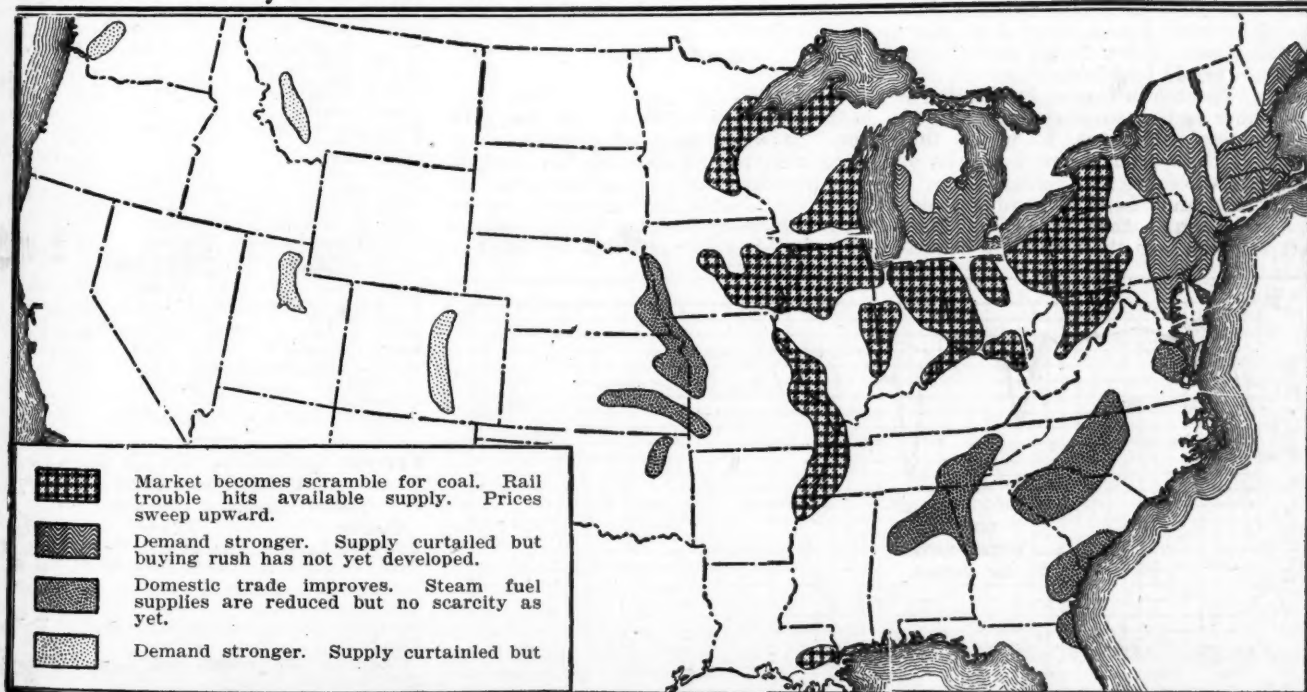 Market becomes scramble for coal. Rail
trouble hits available supply. Prices
sweep upward.
Demand stronger. Supply curtailed but
buying rush has not yet developed.
Domestic trade improves. Steam fuel
supplies are reduced but no scarcity as
yet.
Demand stronger. Supply curtainled but